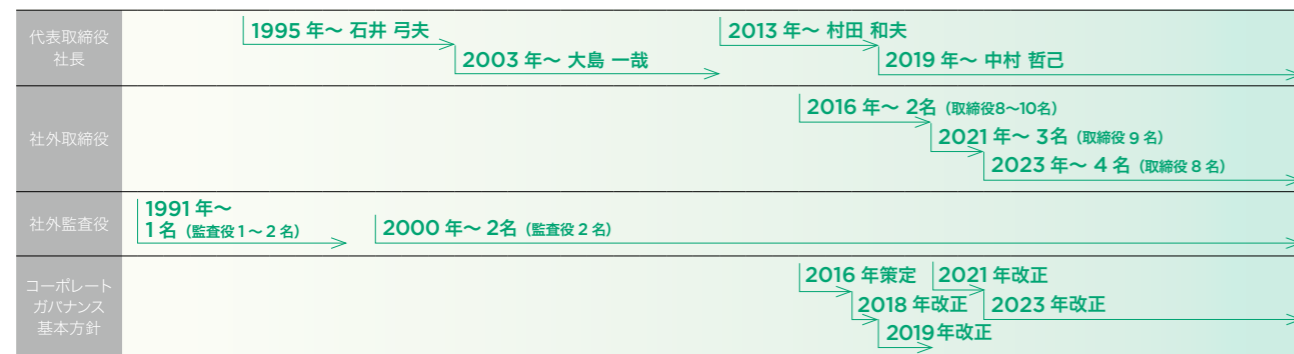 代表取締役
社長
1995 年～ 石井 弓夫
2003 年～ 大島 一哉
2013 年～ 村田 和夫
2019 年～ 中村 哲己
社外取締役
2016 年～ 2名（取締役8～10名）
2021 年～ 3名（取締役 9 名）
2023 年～ 4 名（取締役 8 名）
社外監査役
1991 年～
1 名（監査役 1 ～ 2 名）
2000 年～ 2名（監査役 2 名）
コーポレート
ガバナンス
基本方針
2016 年策定
2018 年改正
2019 年改正
2021 年改正
2023 年改正